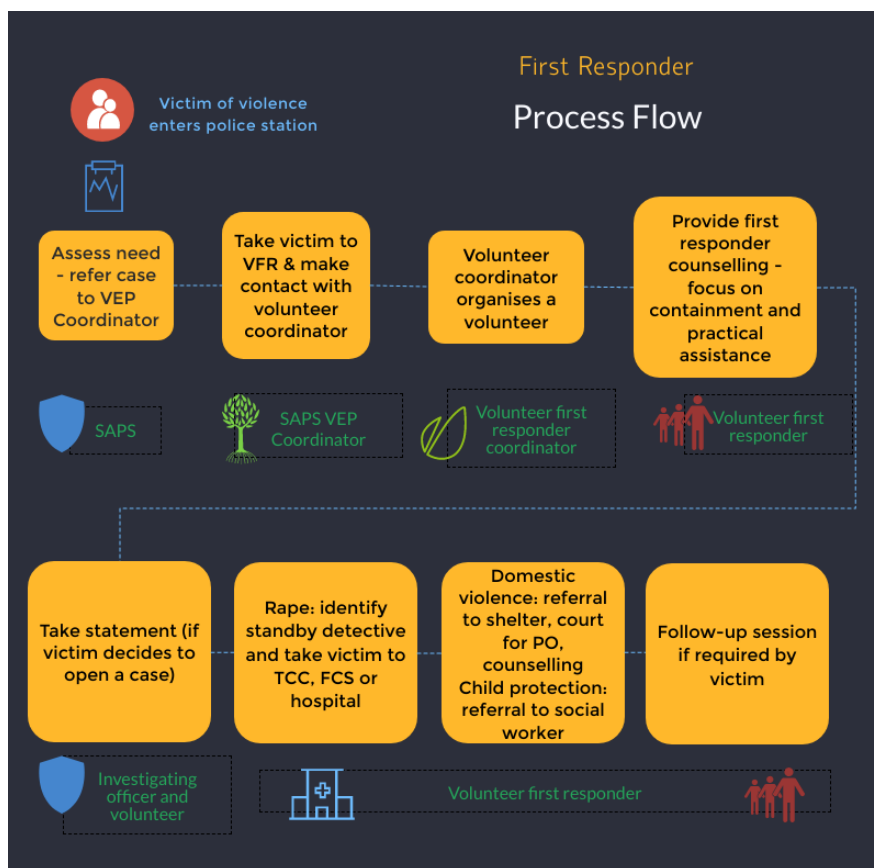 First Responder
Process Flow
Victim of violence
enters police station
Assess need
- refer case
to VEP
Coordinator
Take victim to
VFR & make
contact with
volunteer
coordinator
Volunteer
coordinator
organises a
volunteer
Provide first
responder
counselling -
focus on
containment and
practical
assistance
SAPS
SAPS VEP
Coordinator
Volunteer first
responder
coordinator
Volunteer first
responder
Take statement (if
victim decides to
open a case)
Rape: identify
standby detective
and take victim to
TCC, FCS or
hospital
Domestic
violence: referral
to shelter, court
for PO,
counselling
Child protection:
referral to social
worker
Follow-up session
if required by
victim
Investigating
officer and
volunteer
Volunteer first responder